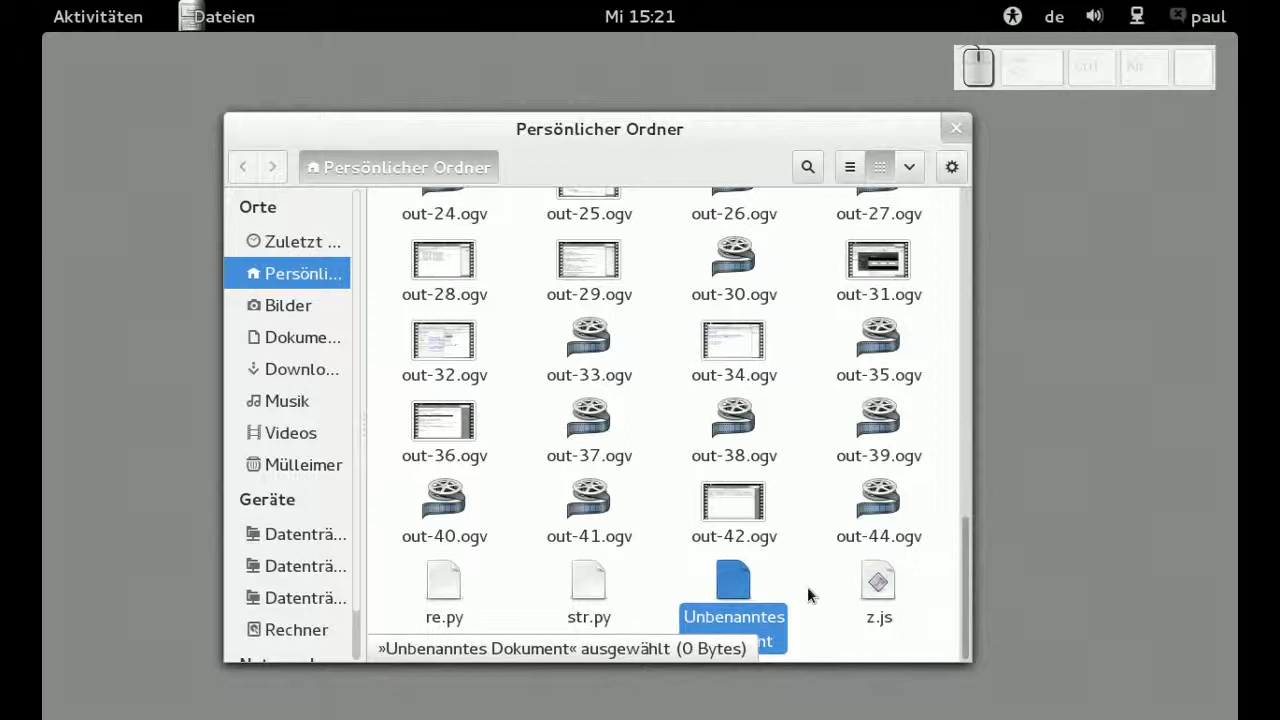 Aktivitäten
Dateien
Mi 15:21
de
paul
Ctrl
Persönlicher Ordner
Persönlicher Ordner
Orte
Zuletzt ...
Persönli...
Bilder
Dokume...
Downlo...
Musik
Videos
Mülleimer
Geräte
Datenträ...
Datenträ...
Datenträ...
Rechner
out-24.ogv
out-25.ogv
out-26.ogv
out-27.ogv
out-28.ogv
out-29.ogv
out-30.ogv
out-31.ogv
out-32.ogv
out-33.ogv
out-34.ogv
out-35.ogv
out-36.ogv
out-37.ogv
out-38.ogv
out-39.ogv
out-40.ogv
out-41.ogv
out-42.ogv
out-44.ogv
re.py
str.py
Unbenanntes
z.js
»Unbenanntes Dokument« ausgewählt (0 Bytes)